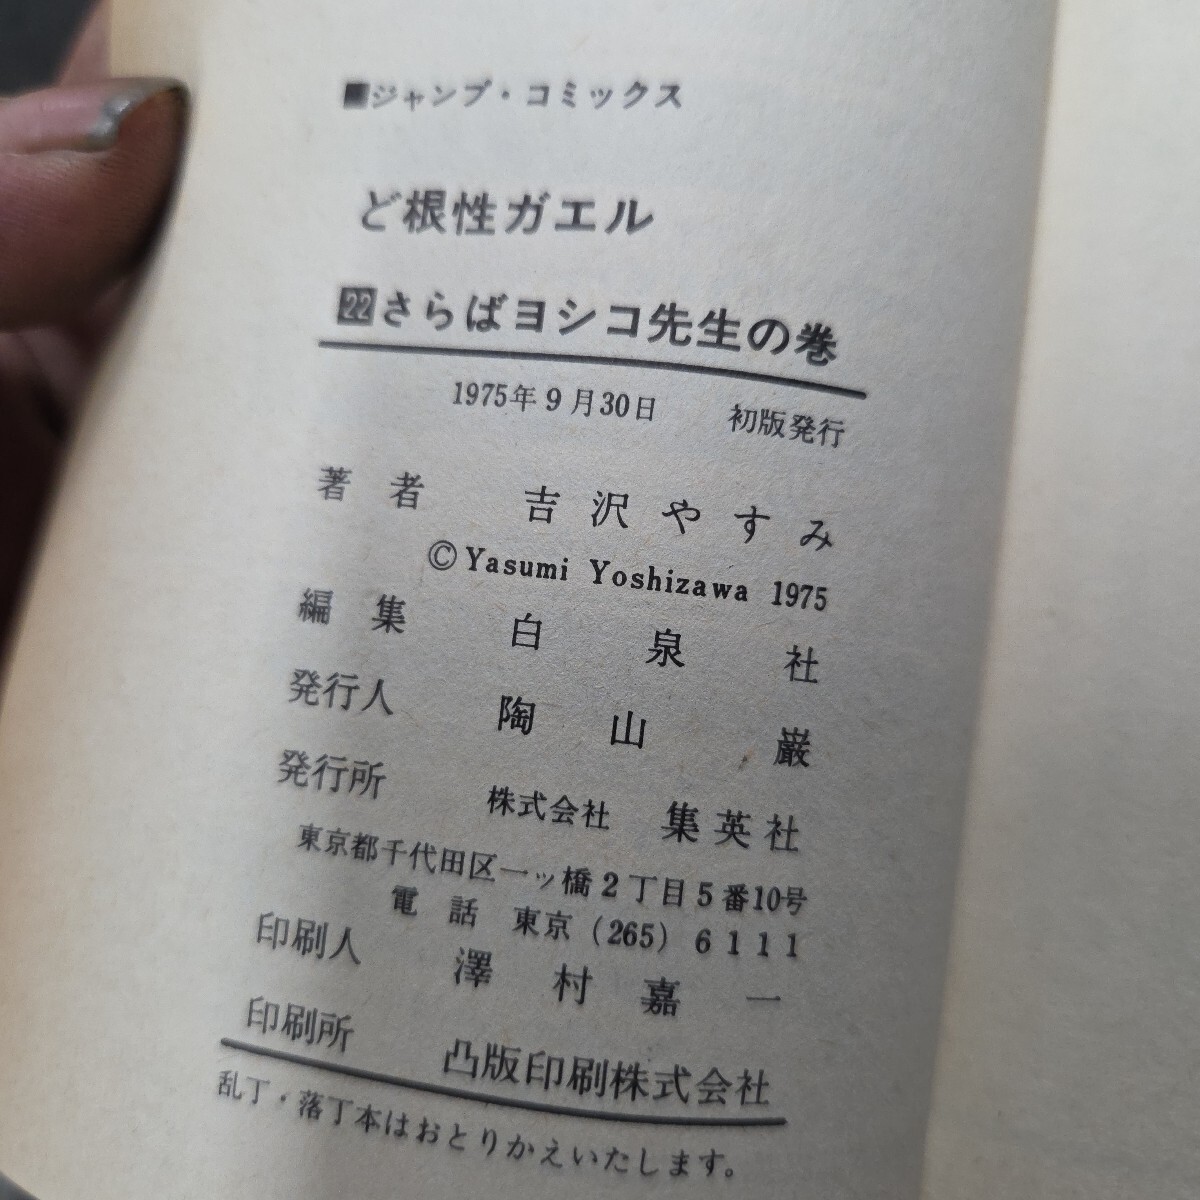 ■ジャンプ・コミックス
ど根性ガエル
22さらばヨシコ先生の巻
1975年9月30日 初版発行
著者 吉沢やすみ
©Yasumi Yoshizawa 1975
編集 白泉社
発行人 陶山巌
発行所 株式会社 集英社
東京都千代田区一ッ橋2丁目5番10号
電話 東京(265)6111
印刷人 澤村嘉一
印刷所 凸版印刷株式会社
乱丁・落丁本はおとりかえいたします。